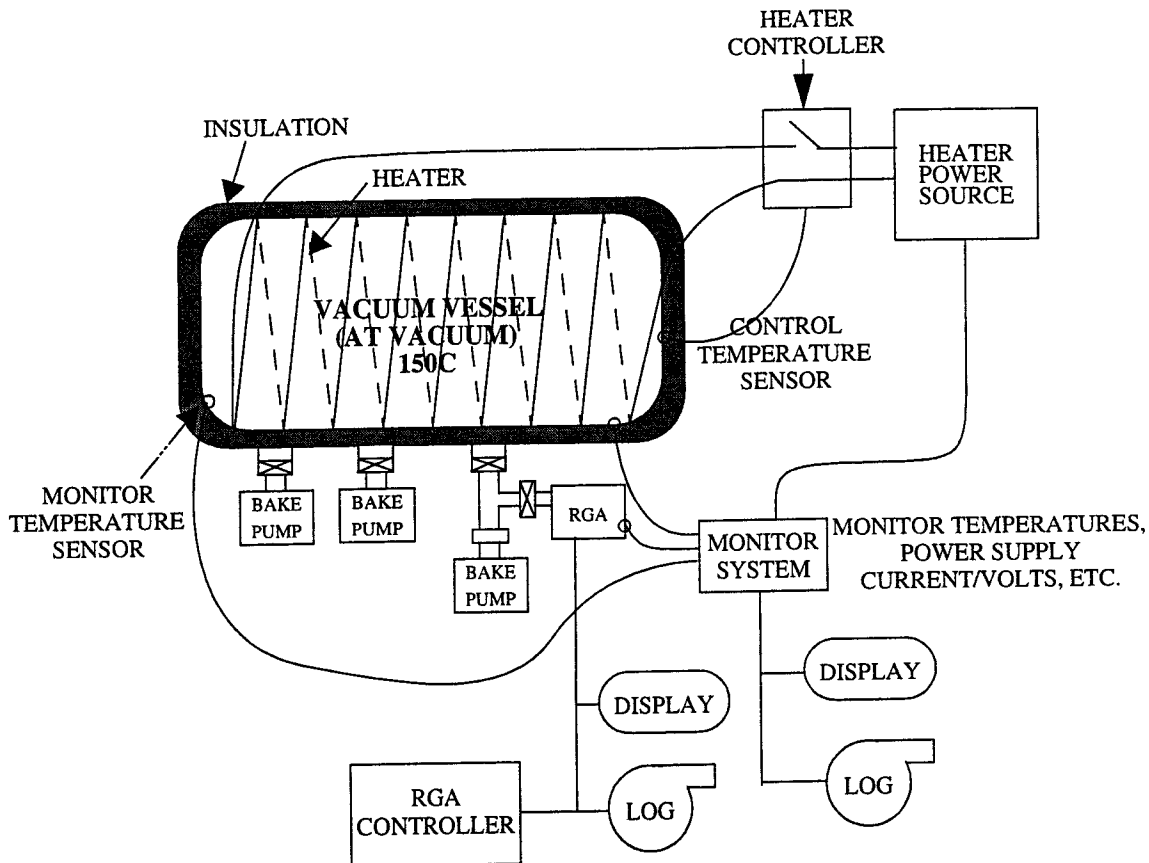 HEATER
CONTROLLER
INSULATION
HEATER
HEATER
POWER
SOURCE
VACUUM VESSEL
(AT VACUUM)
150C
CONTROL
TEMPERATURE
SENSOR
MONITOR
TEMPERATURE
SENSOR
BAKE
PUMP
BAKE
PUMP
BAKE
PUMP
RGA
MONITOR
SYSTEM
MONITOR TEMPERATURES,
POWER SUPPLY
CURRENT/VOLTS, ETC.
DISPLAY
DISPLAY
RGA
CONTROLLER
LOG
LOG